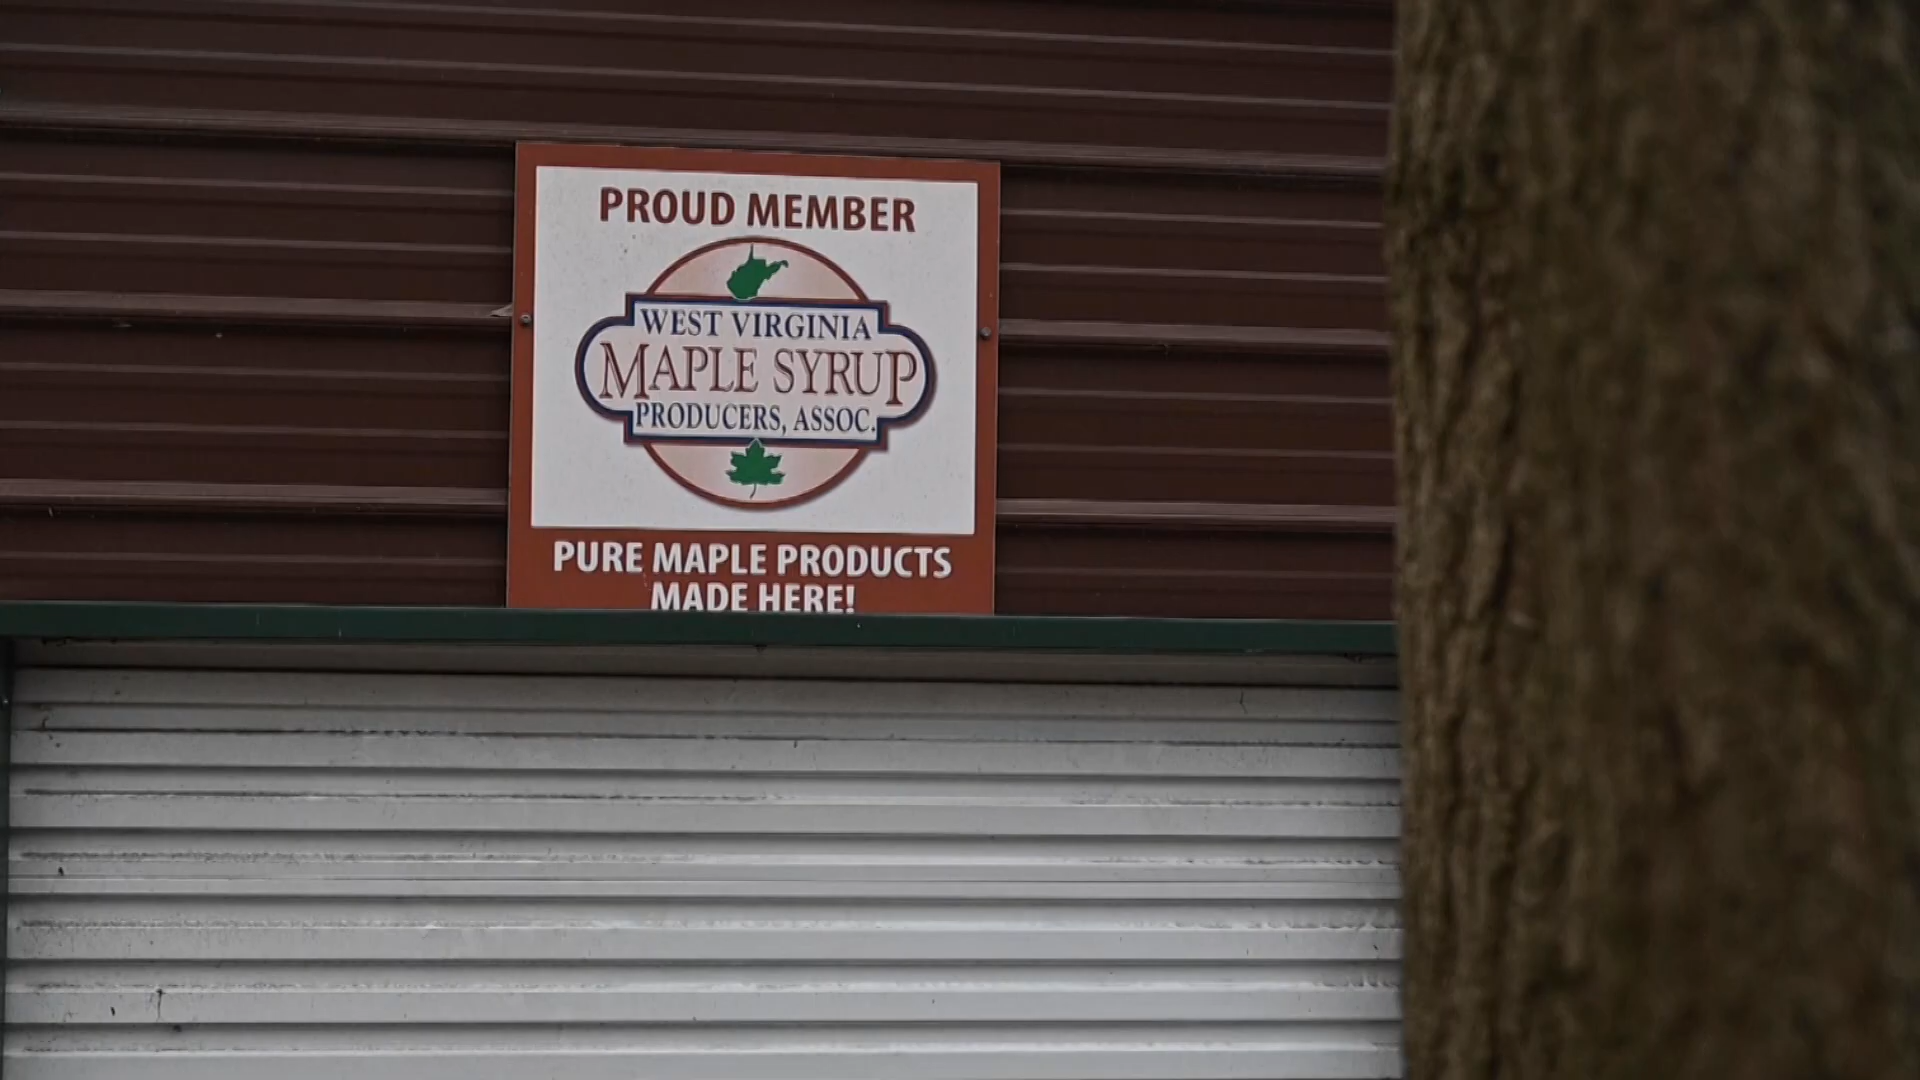 PROUD MEMBER
WEST VIRGINIA
MAPLE SYRUP
PRODUCERS, ASSOC.
PURE MAPLE PRODUCTS
MADE HERE!